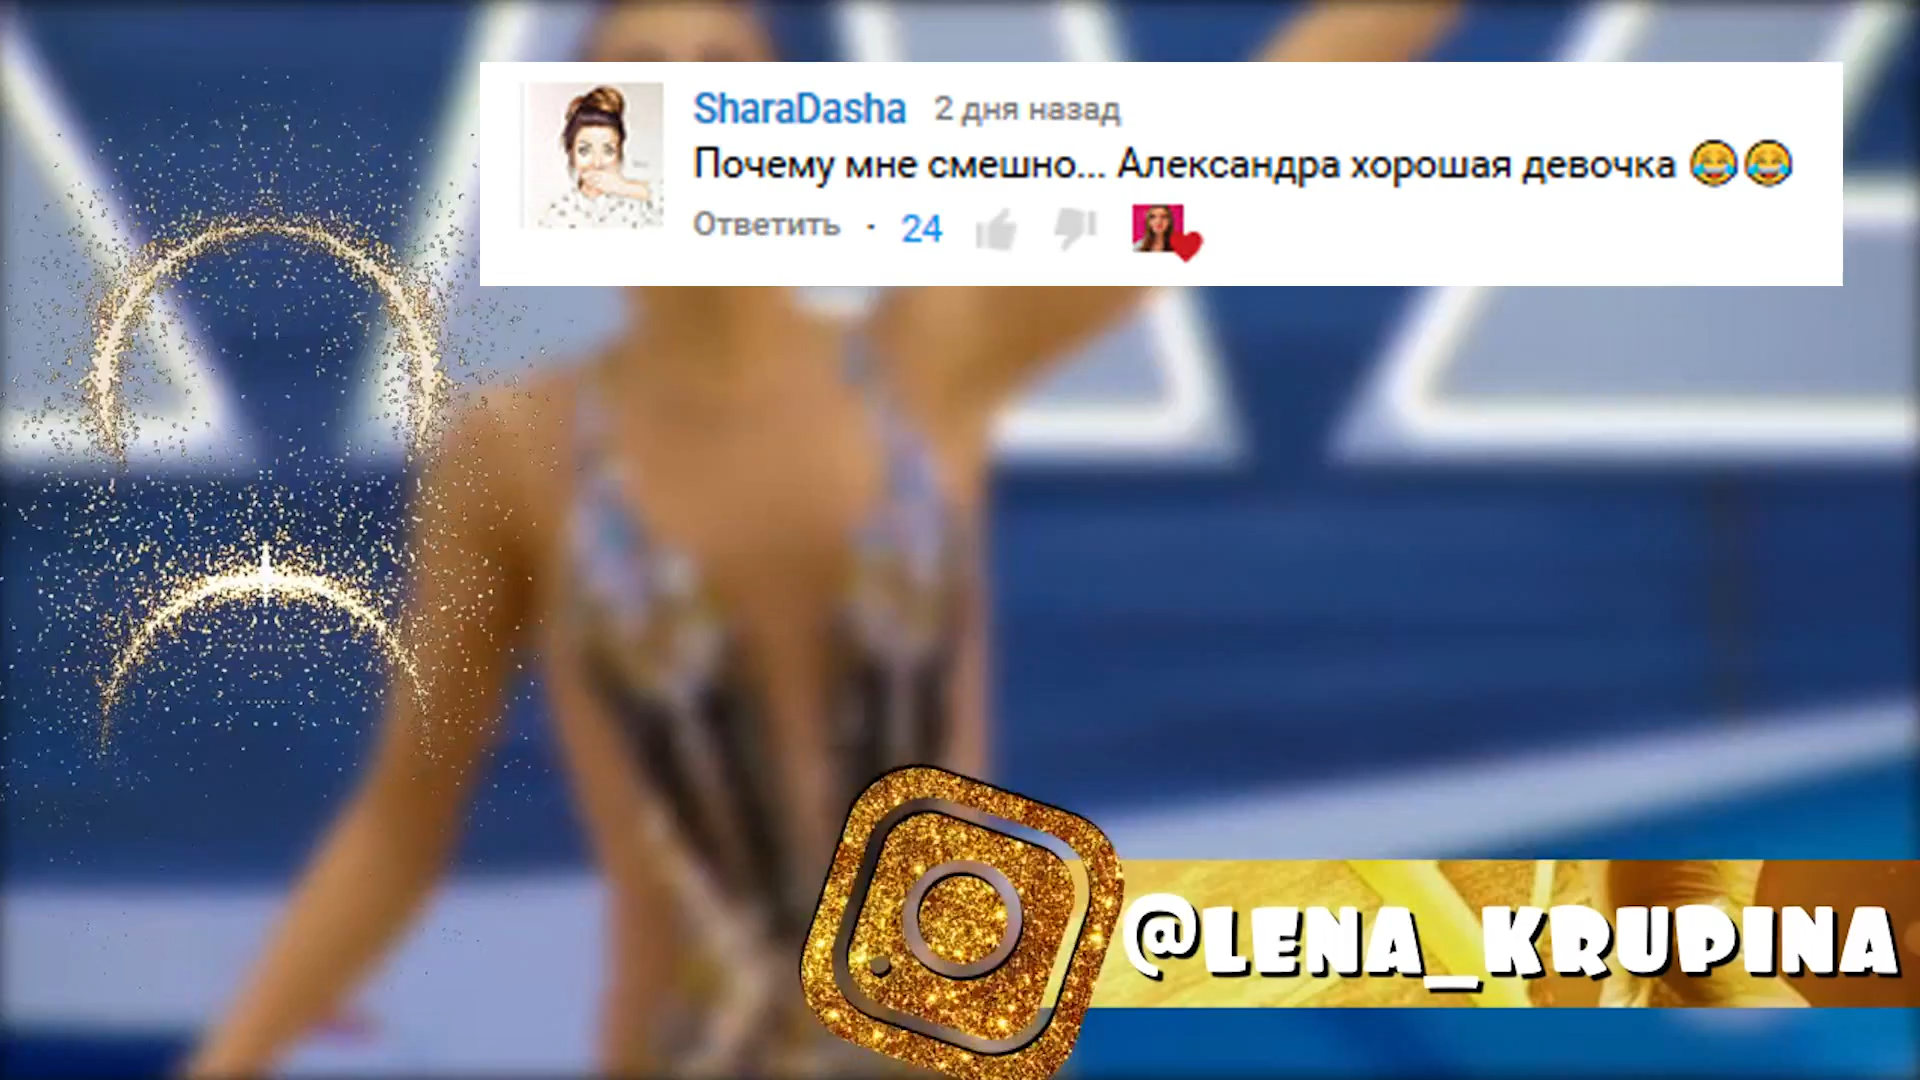 SharaDasha 2 дня назад
Почему мне смешно... Александра хорошая девочка 😂😂
Ответить · 24
@LENA_KRUPINA